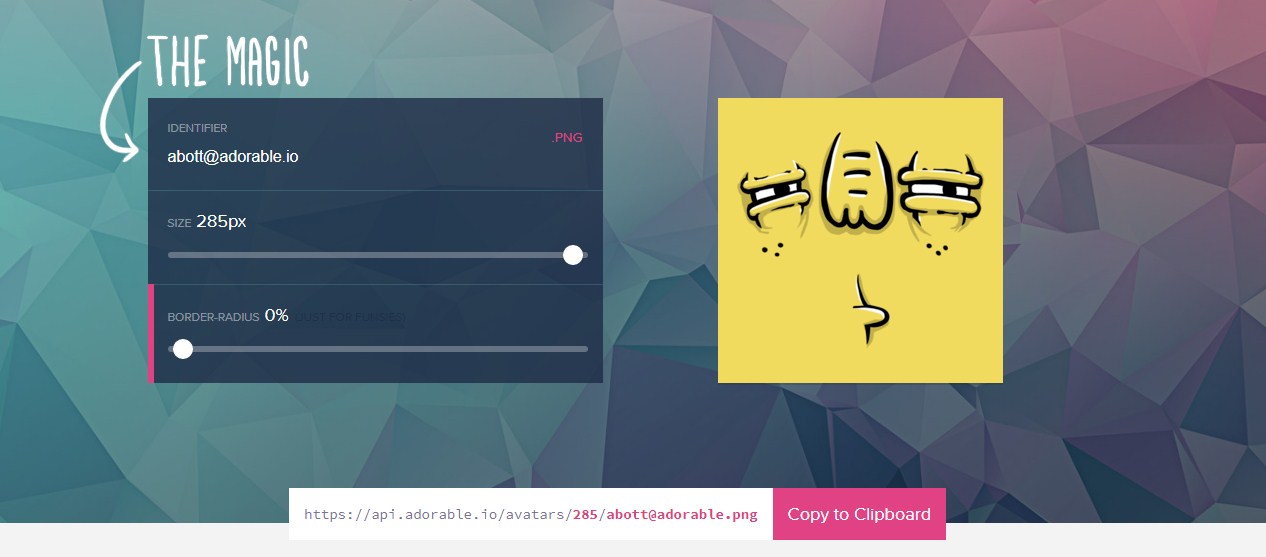 THE MAGIC
IDENTIFIER
.PNG
abott@adorable.io
SIZE 285px
BORDER-RADIUS 0% (JUST FOR FUNSIES)
https://api.adorable.io/avatars/285/abott@adorable.png
Copy to Clipboard